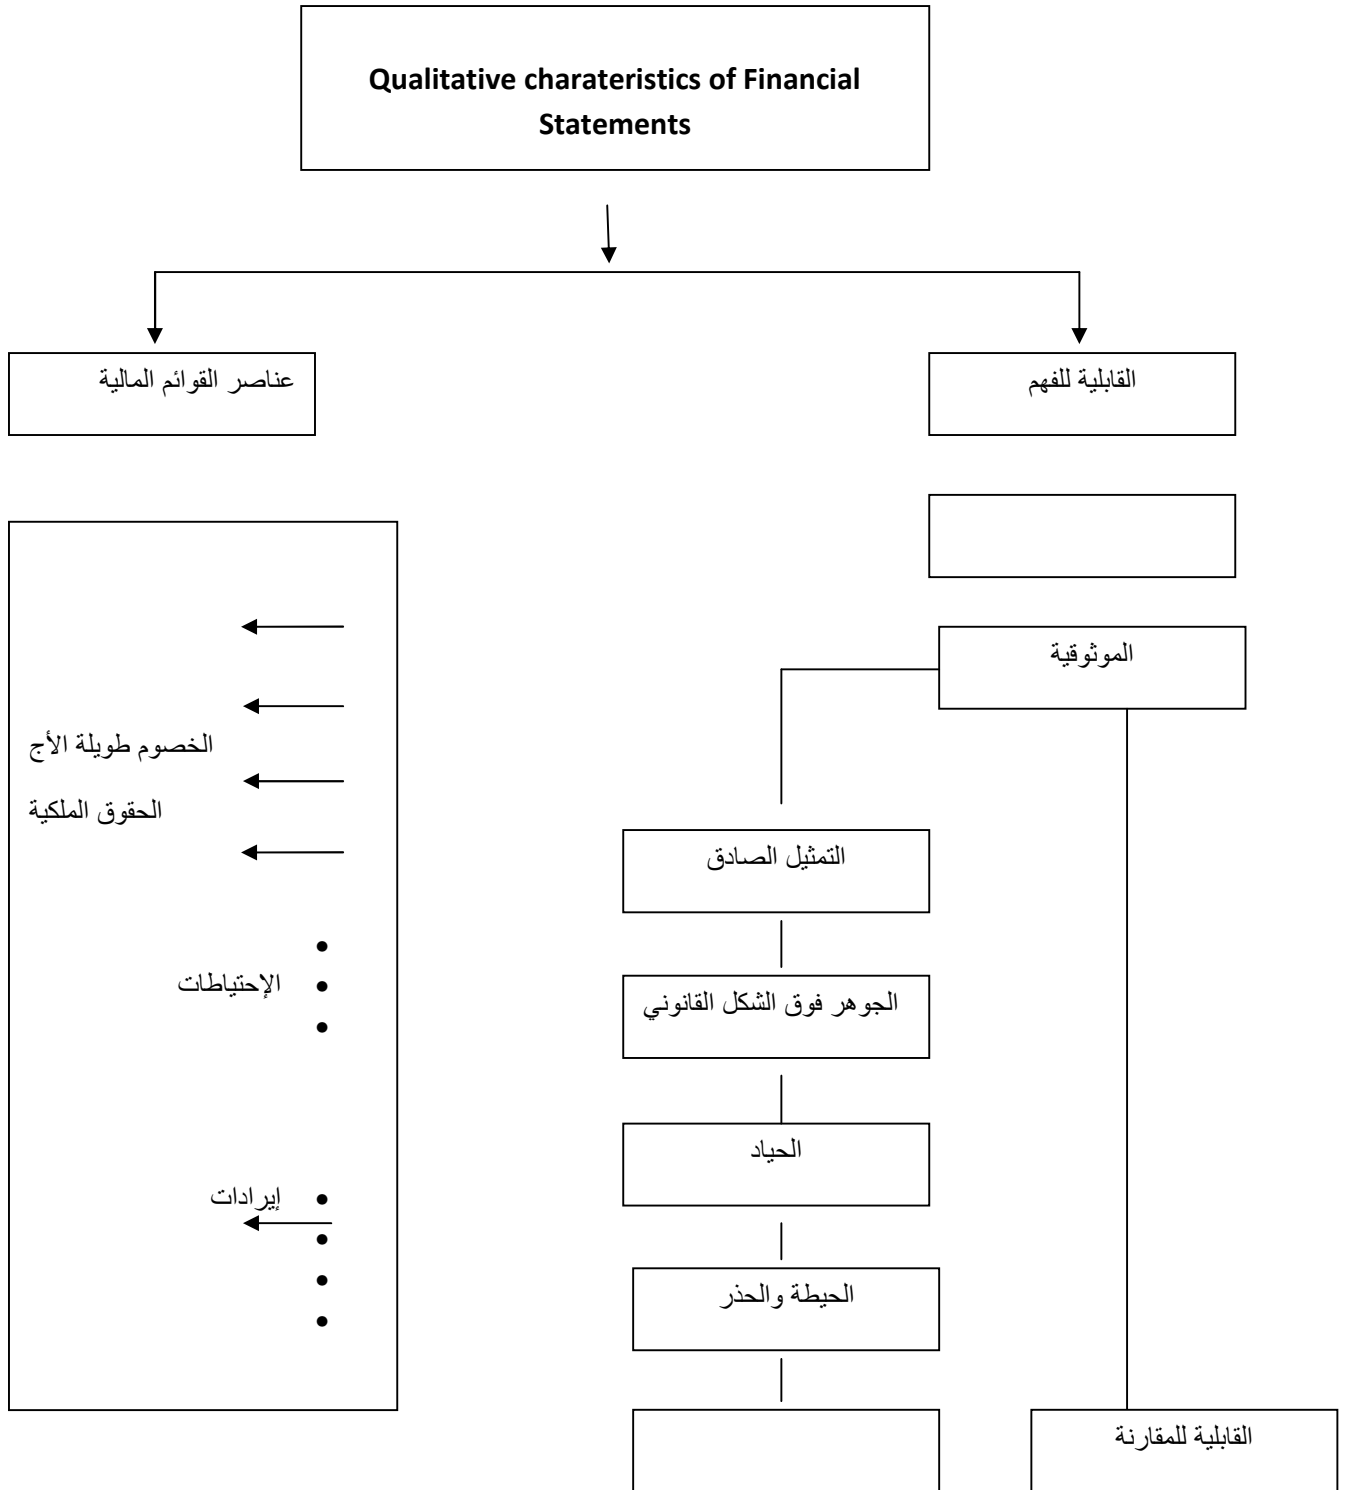 Qualitative charateristics of Financial
Statements
القابلية للفهم
عناصر القوائم المالية
الموثوقية
الخصوم طويلة الأج
الحقوق الملكية
التمثيل الصادق
الإحتياطات
الجوهر فوق الشكل القانوني
الحياد
إيرادات
الحيطة والحذر
القابلية للمقارنة